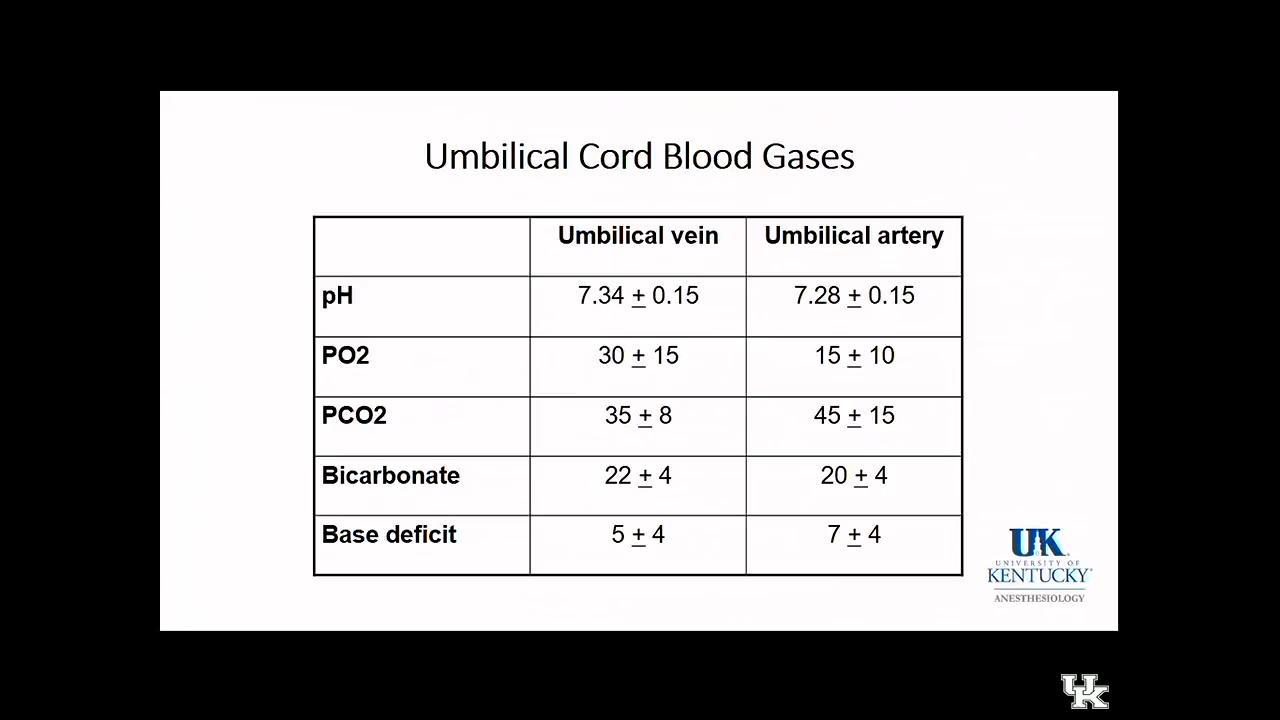 Umbilical Cord Blood Gases
Umbilical vein Umbilical artery
pH 7.34 ± 0.15 7.28 ± 0.15
PO2 30 ± 15 15 ± 10
PCO2 35 ± 8 45 ± 15
Bicarbonate 22 ± 4 20 ± 4
Base deficit 5 ± 4 7 ± 4
UK
UNIVERSITY OF
KENTUCKY®
ANESTHESIOLOGY
UK